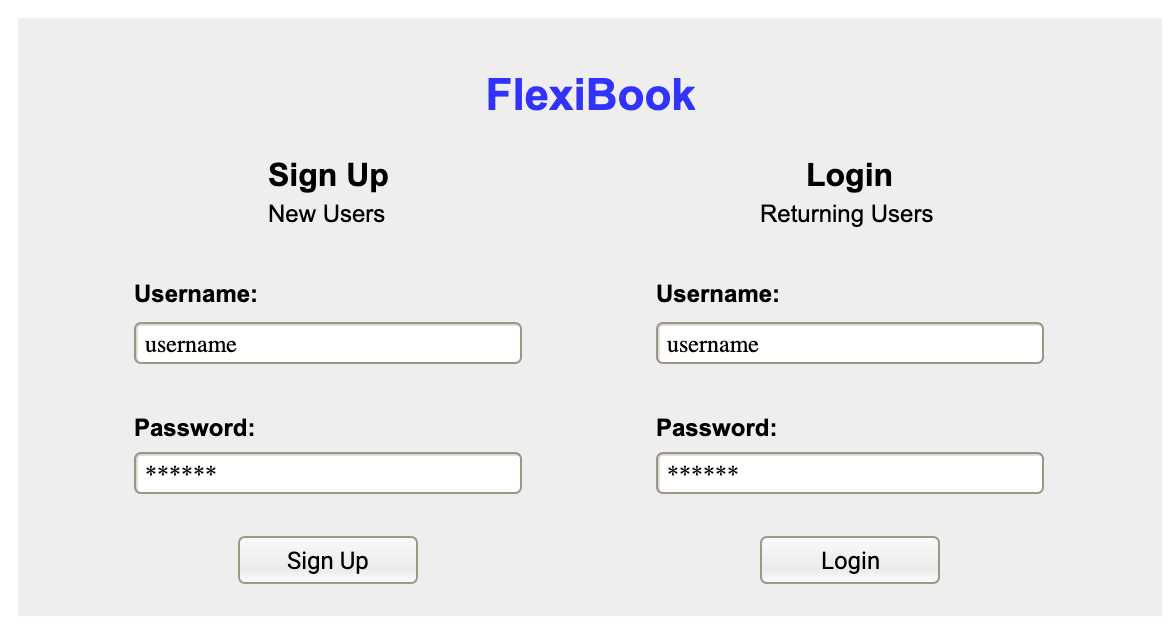 FlexiBook
Sign Up
New Users
Username:
username
Password:
******
Sign Up
Login
Returning Users
Username:
username
Password:
******
Login